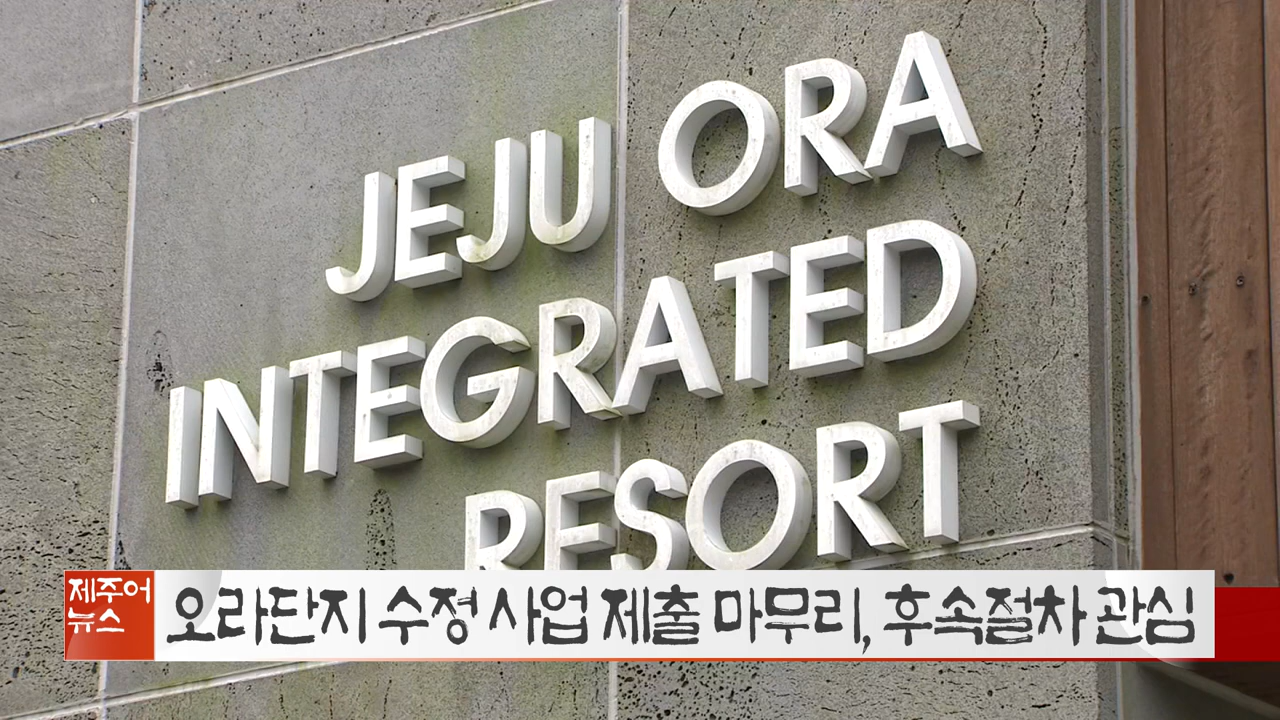 JEJU ORA
INTEGRATED
RESORT
제주어
뉴스
오라단지 수정 사업 제출 마무리, 후속절차 관심